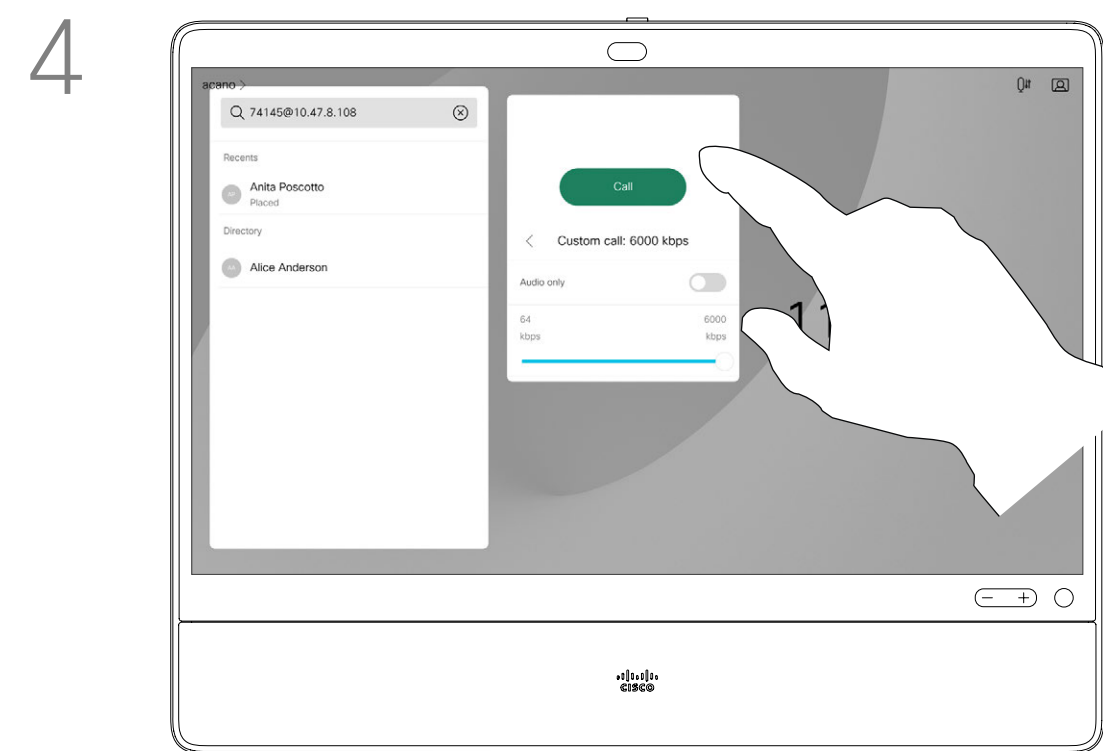 4
acano
74145@10.47.8.108
Recents
Anita Poscotto
Placed
Directory
Alice Anderson
Call
Custom call: 6000 kbps
Audio only
64
kbps
6000
kbps
CISCO